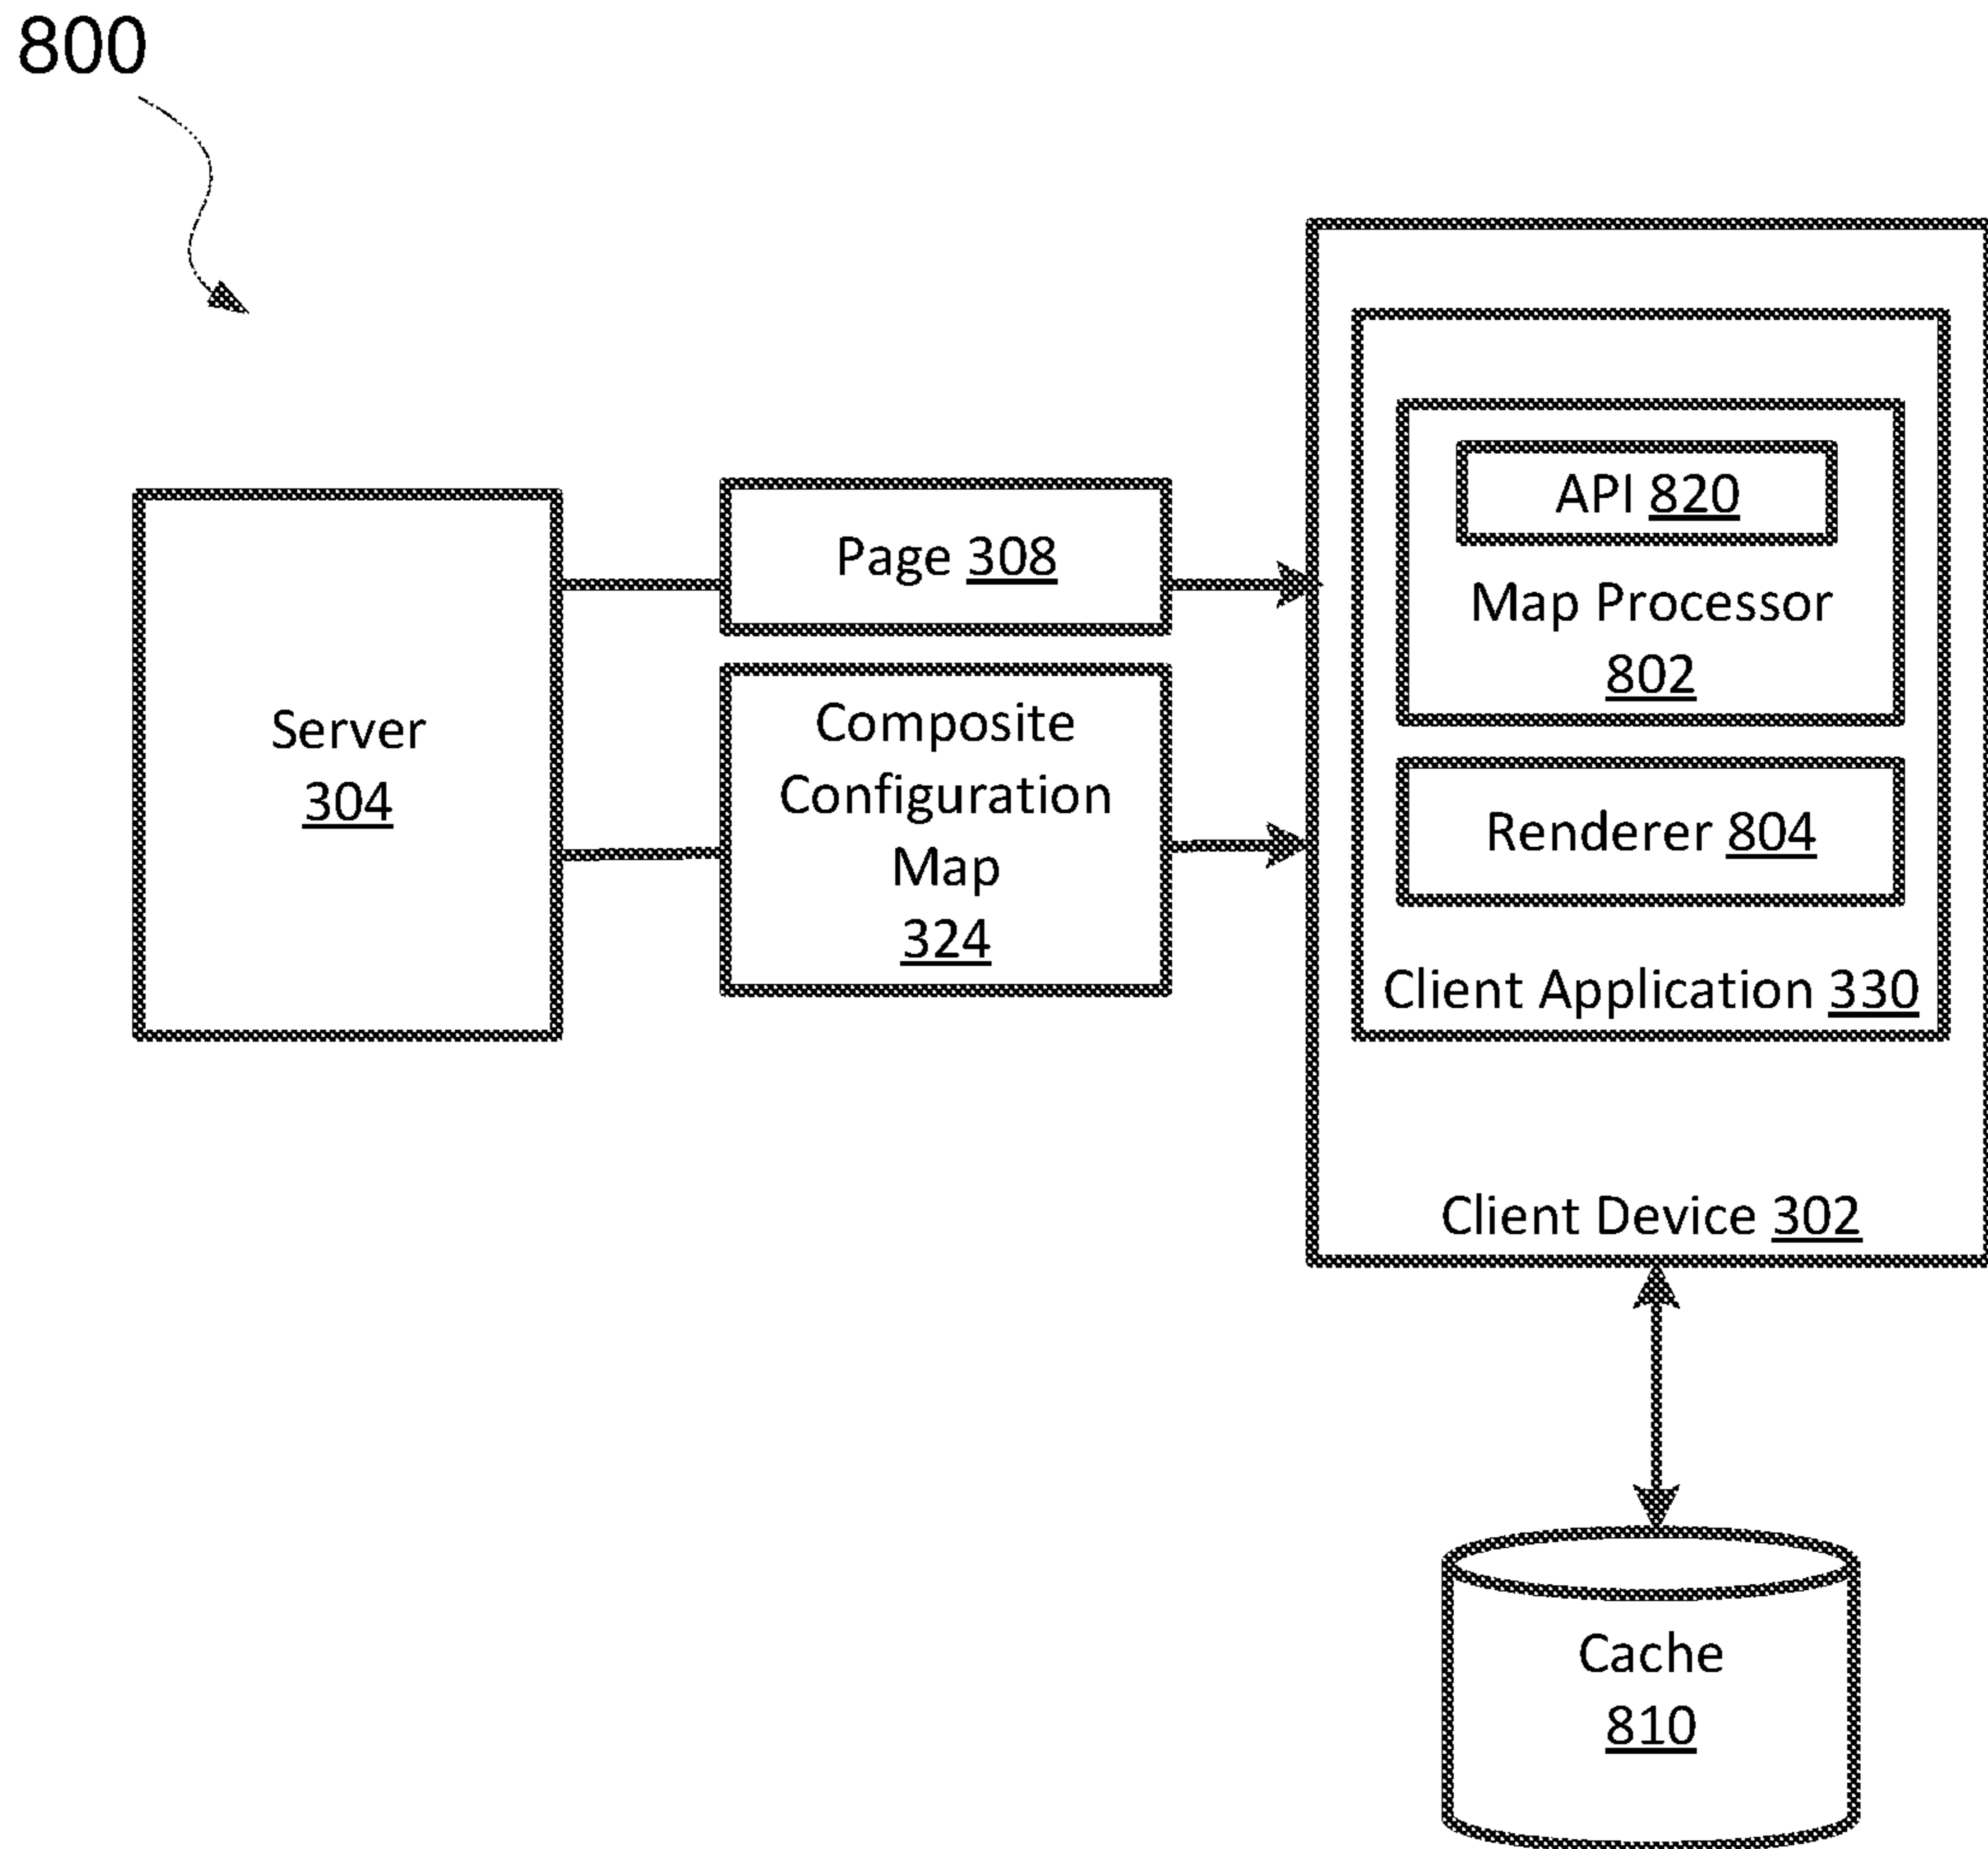 800
Server
304
Page 308
Composite
Configuration
Map
324
API 820
Map Processor
802
Renderer 804
Client Application 330
Client Device 302
Cache
810